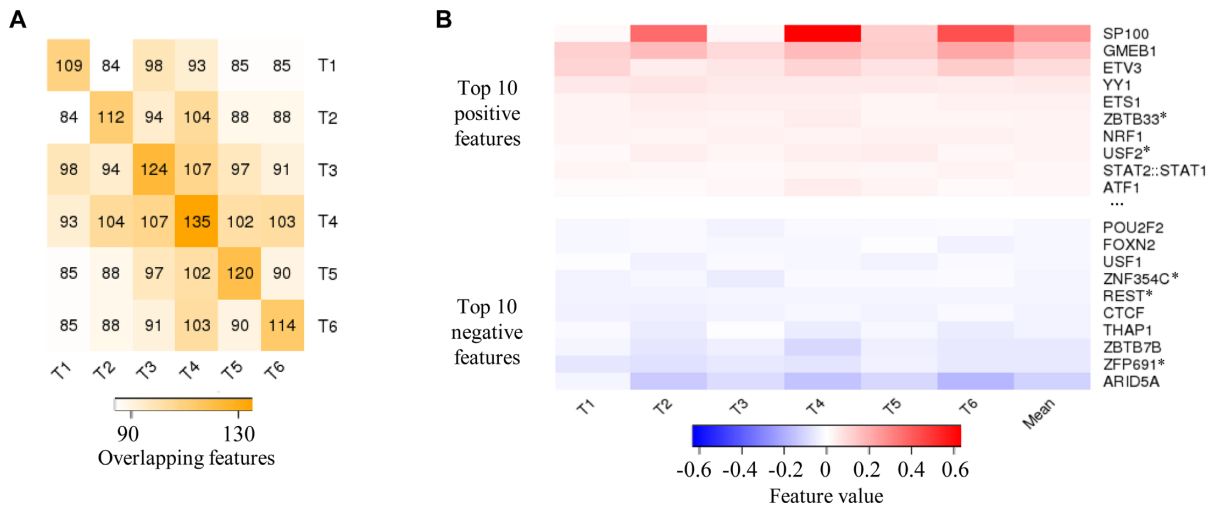 A
109 84 98 93 85 85 T1
84 112 94 104 88 88 T2
98 94 124 107 97 91 T3
93 104 107 135 102 103 T4
85 88 97 102 120 90 T5
85 88 91 103 90 114 T6
T1 T2 T3 T4 T5 T6
90 130
Overlapping features
B
Top 10
positive
features
SP100
GMEB1
ETV3
YY1
ETS1
ZBTB33*
NRF1
USF2*
STAT2::STAT1
ATF1
...
Top 10
negative
features
POU2F2
FOXN2
USF1
ZNF354C*
REST*
CTCF
THAP1
ZBTB7B
ZFP691*
ARID5A
T1 T2 T3 T4 T5 T6 Mean
-0.6 -0.4 -0.2 0 0.2 0.4 0.6
Feature value